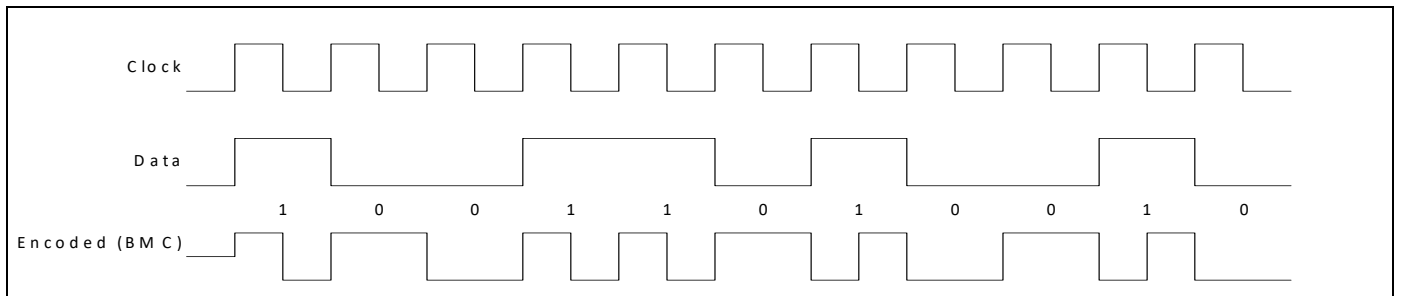 Clock
Data
1 0 0 1 1 0 1 0 0 1 0
Encoded (BMC)